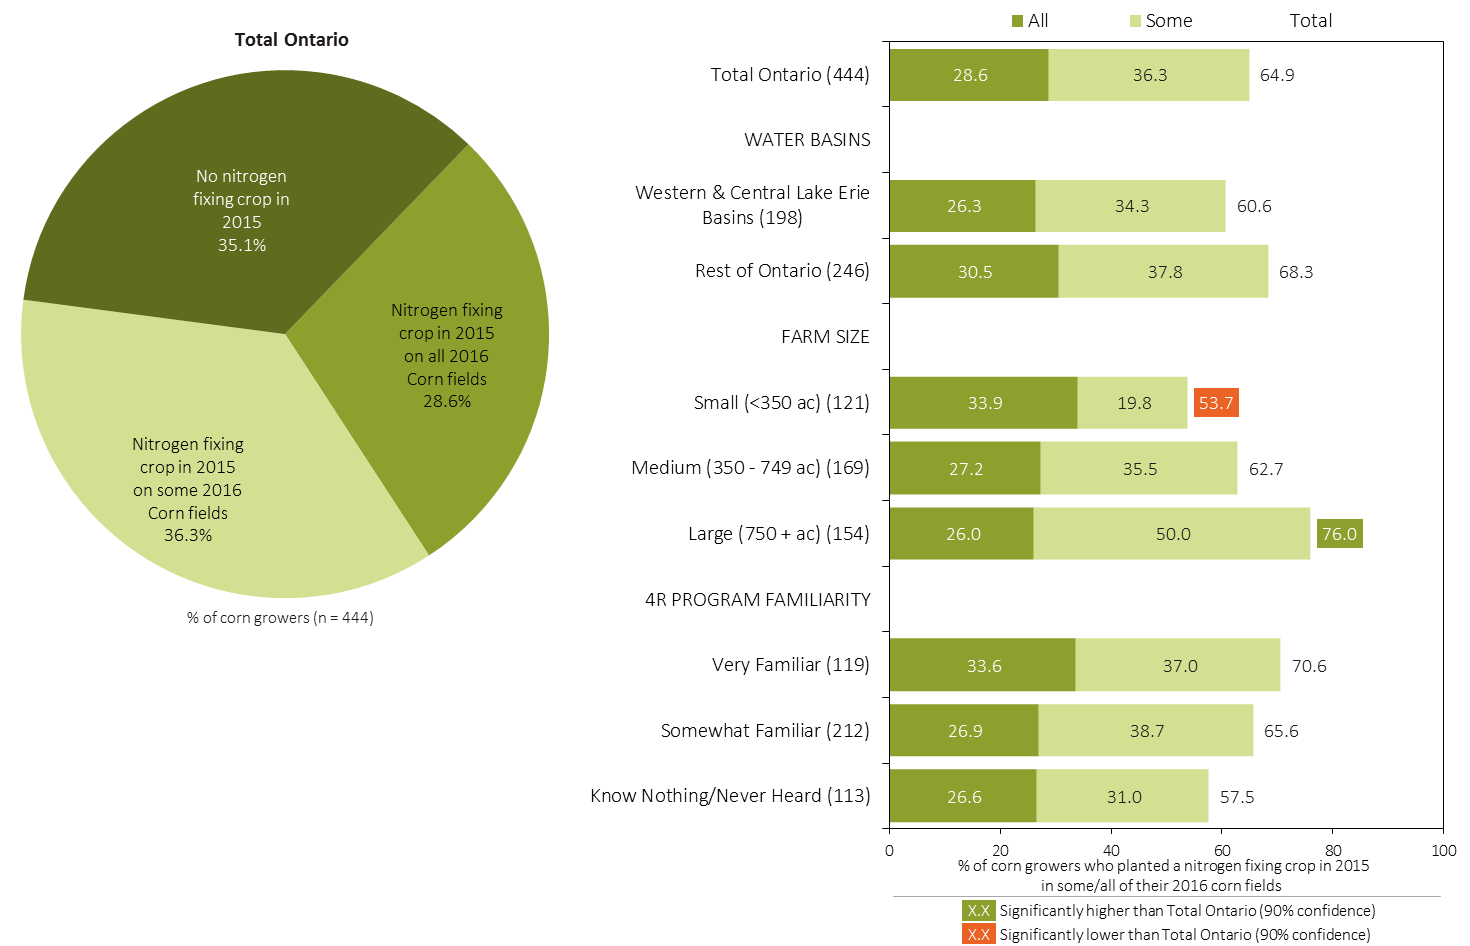 Total Ontario
No nitrogen
fixing crop in
2015
35.1%
Nitrogen fixing
crop in 2015
on all 2016
Corn fields
28.6%
Nitrogen fixing
crop in 2015
on some 2016
Corn fields
36.3%
% of corn growers (n = 444)
All Some Total
Total Ontario (444) 28.6 36.3 64.9
WATER BASINS
Western & Central Lake Erie
Basins (198) 26.3 34.3 60.6
Rest of Ontario (246) 30.5 37.8 68.3
FARM SIZE
Small (<350 ac) (121) 33.9 19.8 53.7
Medium (350 - 749 ac) (169) 27.2 35.5 62.7
Large (750 + ac) (154) 26.0 50.0 76.0
4R PROGRAM FAMILIARITY
Very Familiar (119) 33.6 37.0 70.6
Somewhat Familiar (212) 26.9 38.7 65.6
Know Nothing/Never Heard (113) 26.6 31.0 57.5
0 20 40 60 80 100
% of corn growers who planted a nitrogen fixing crop in 2015
in some/all of their 2016 corn fields
X.X Significantly higher than Total Ontario (90% confidence)
X.X Significantly lower than Total Ontario (90% confidence)